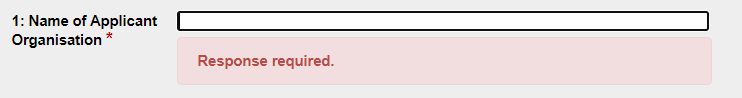 1: Name of Applicant
Organisation *
Response required.